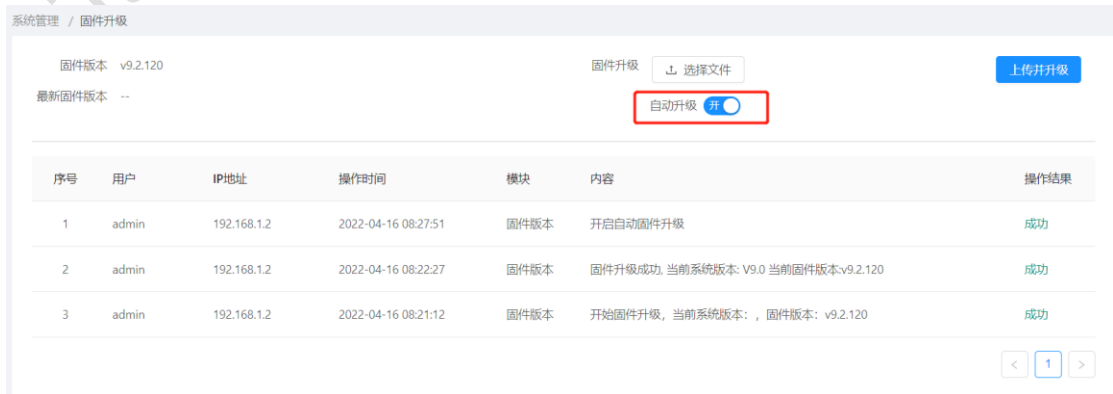 系统管理 / 固件升级
固件版本 v9.2.120 固件升级 选择文件 上传并升级
最新固件版本 -- 自动升级 开
序号 用户 IP地址 操作时间 模块 内容 操作结果
1 admin 192.168.1.2 2022-04-16 08:27:51 固件版本 开启自动固件升级 成功
2 admin 192.168.1.2 2022-04-16 08:22:27 固件版本 固件升级成功, 当前系统版本: V9.0 当前固件版本:v9.2.120 成功
3 admin 192.168.1.2 2022-04-16 08:21:12 固件版本 开始固件升级，当前系统版本：，固件版本：v9.2.120 成功
< 1 >